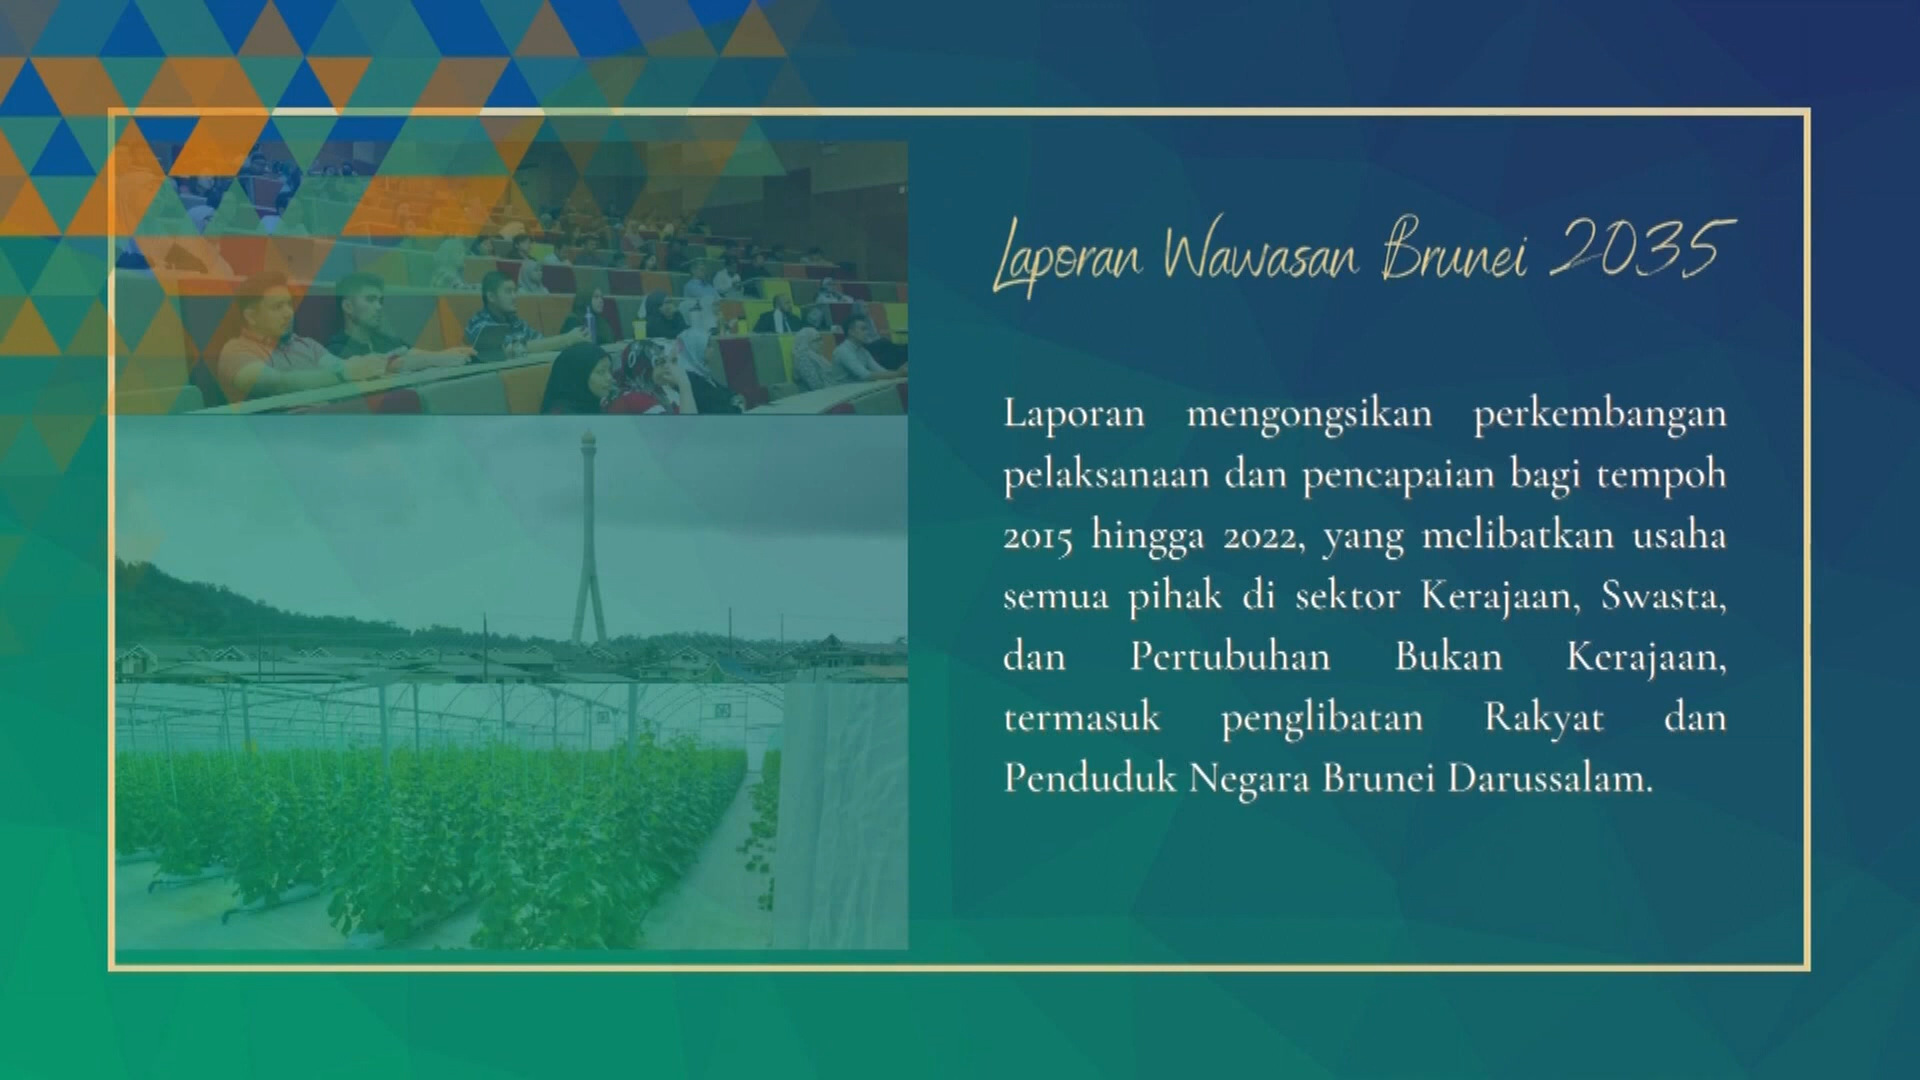 Laporan Wawasan Brunei 2035
Laporan mengongsikan perkembangan
pelaksanaan dan pencapaian bagi tempoh
2015 hingga 2022, yang melibatkan usaha
semua pihak di sektor Kerajaan, Swasta,
dan Pertubuhan Bukan Kerajaan,
termasuk penglibatan Rakyat dan
Penduduk Negara Brunei Darussalam.